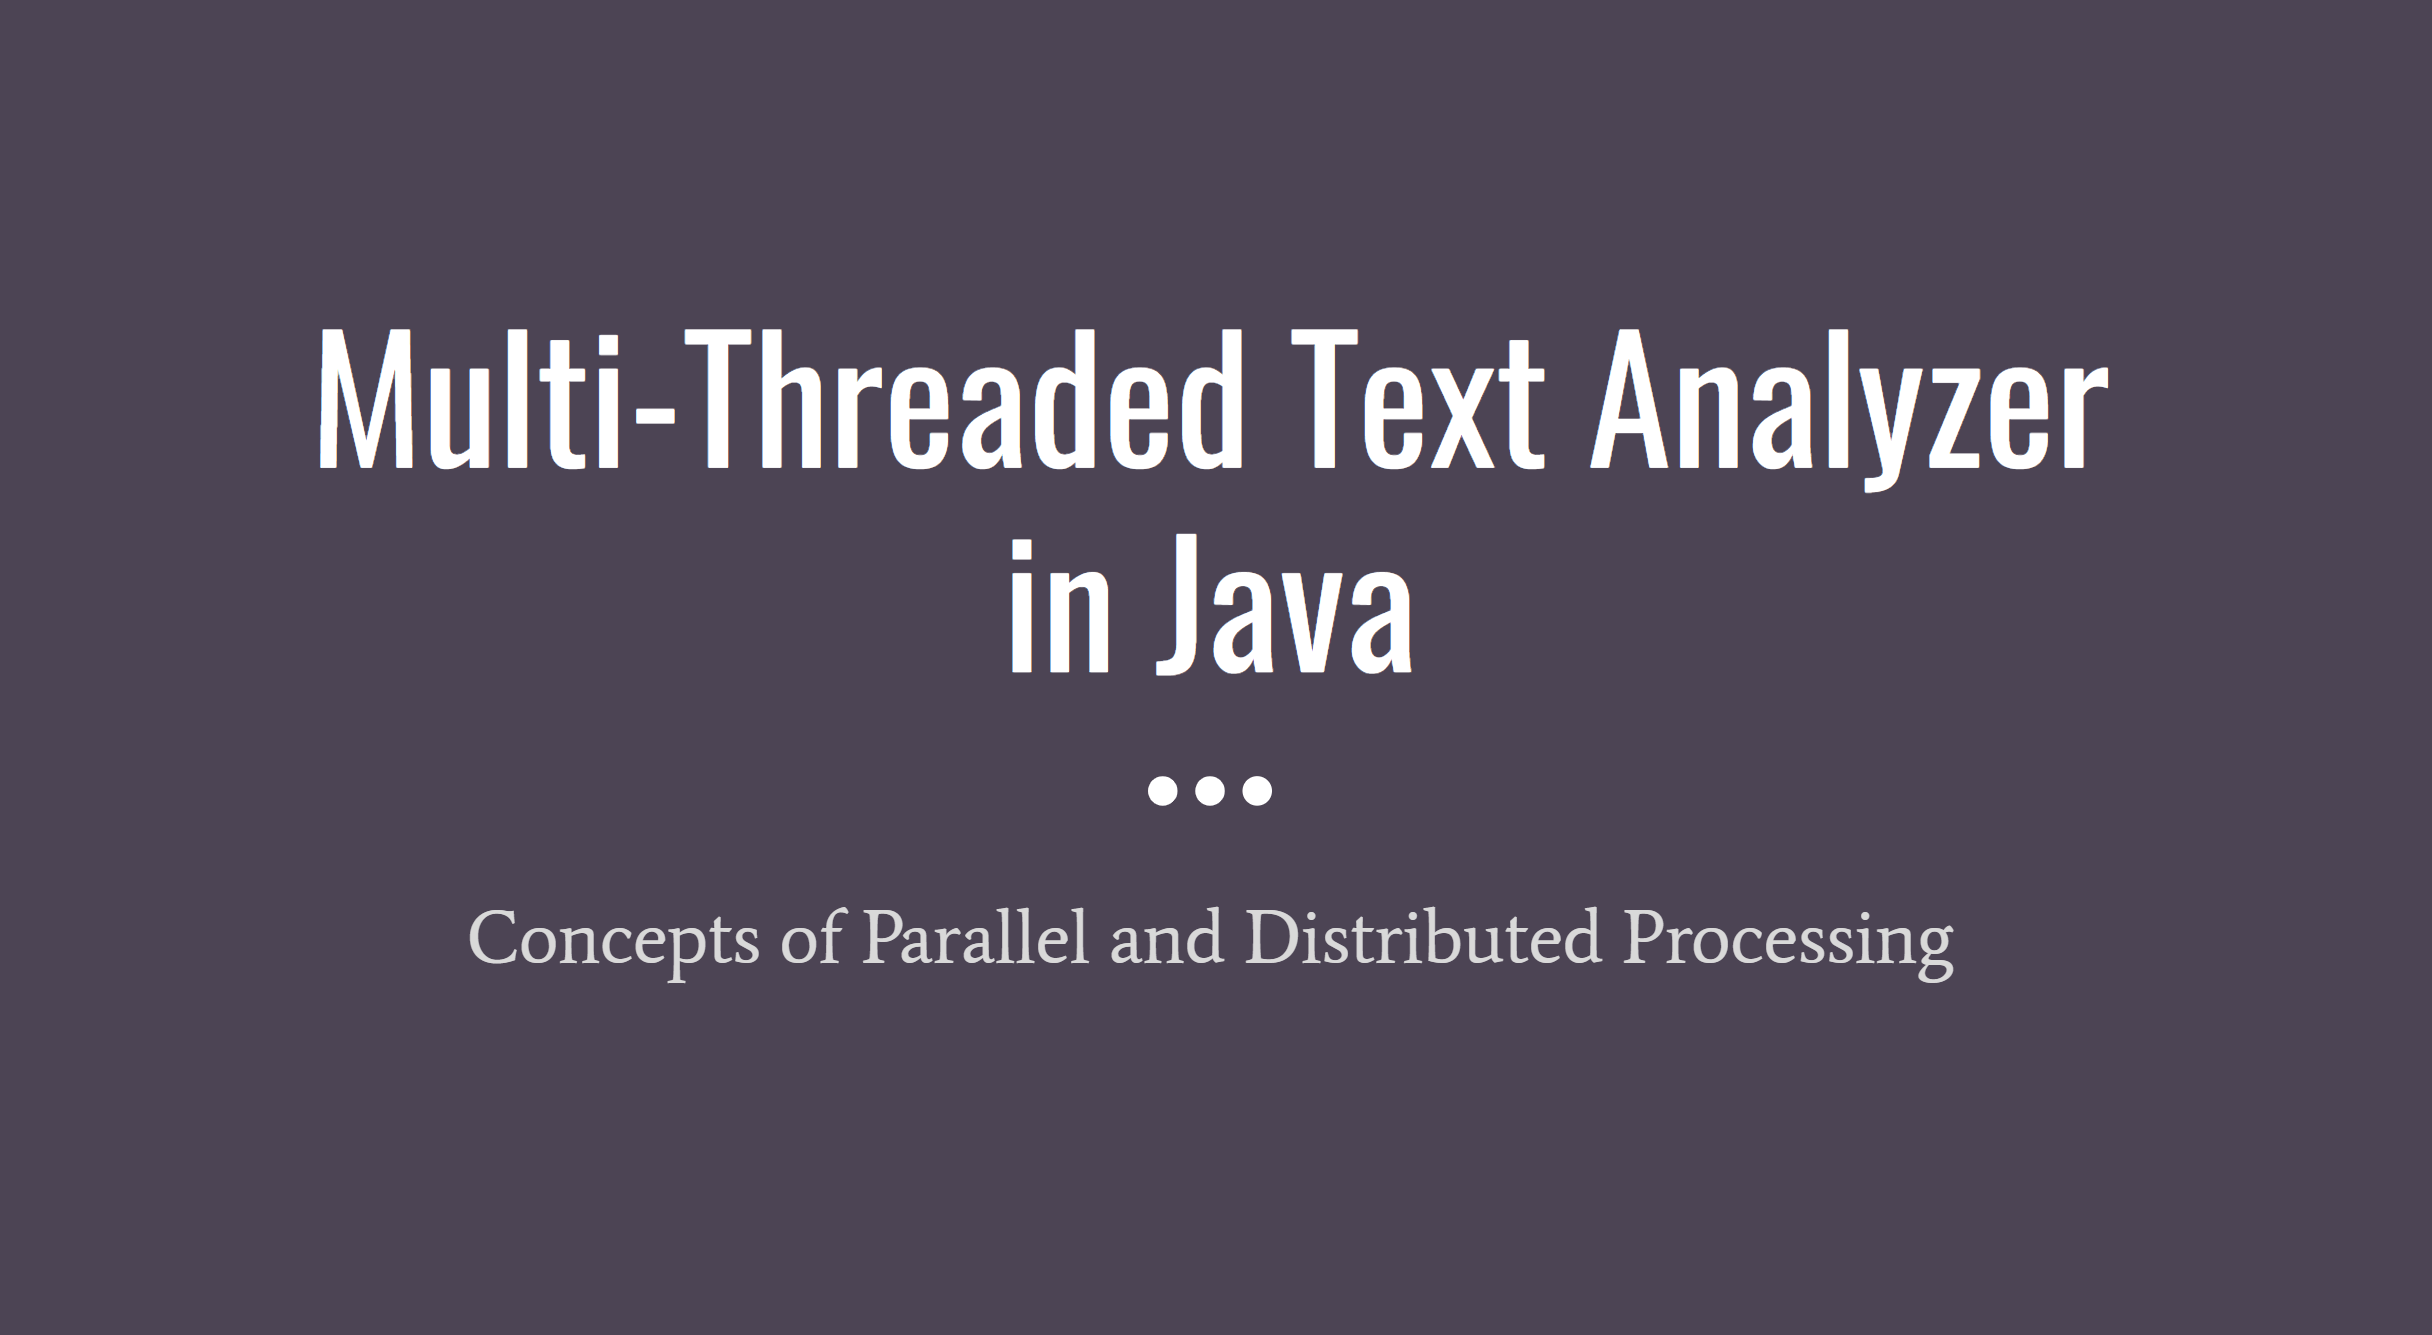 Multi-Threaded Text Analyzer
in Java
Concepts of Parallel and Distributed Processing